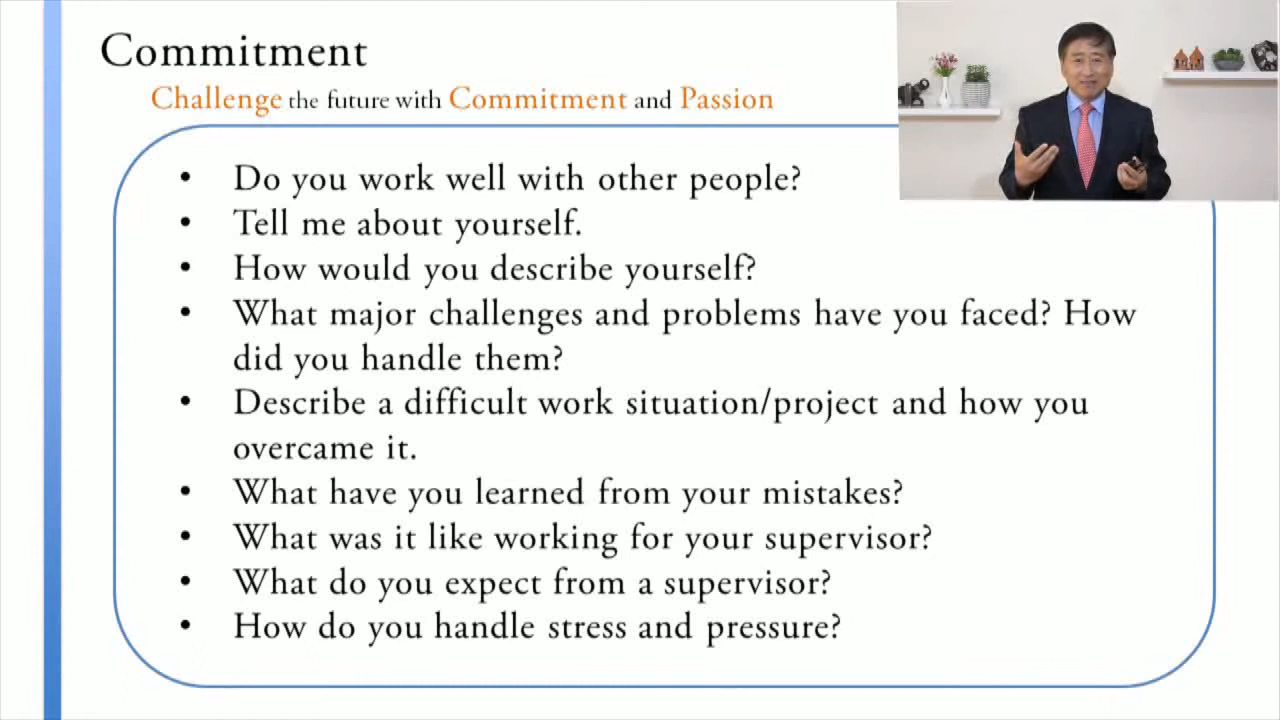 Commitment
Challenge the future with Commitment and Passion
• Do you work well with other people?
• Tell me about yourself.
• How would you describe yourself?
• What major challenges and problems have you faced? How
did you handle them?
• Describe a difficult work situation/project and how you
overcame it.
• What have you learned from your mistakes?
• What was it like working for your supervisor?
• What do you expect from a supervisor?
• How do you handle stress and pressure?